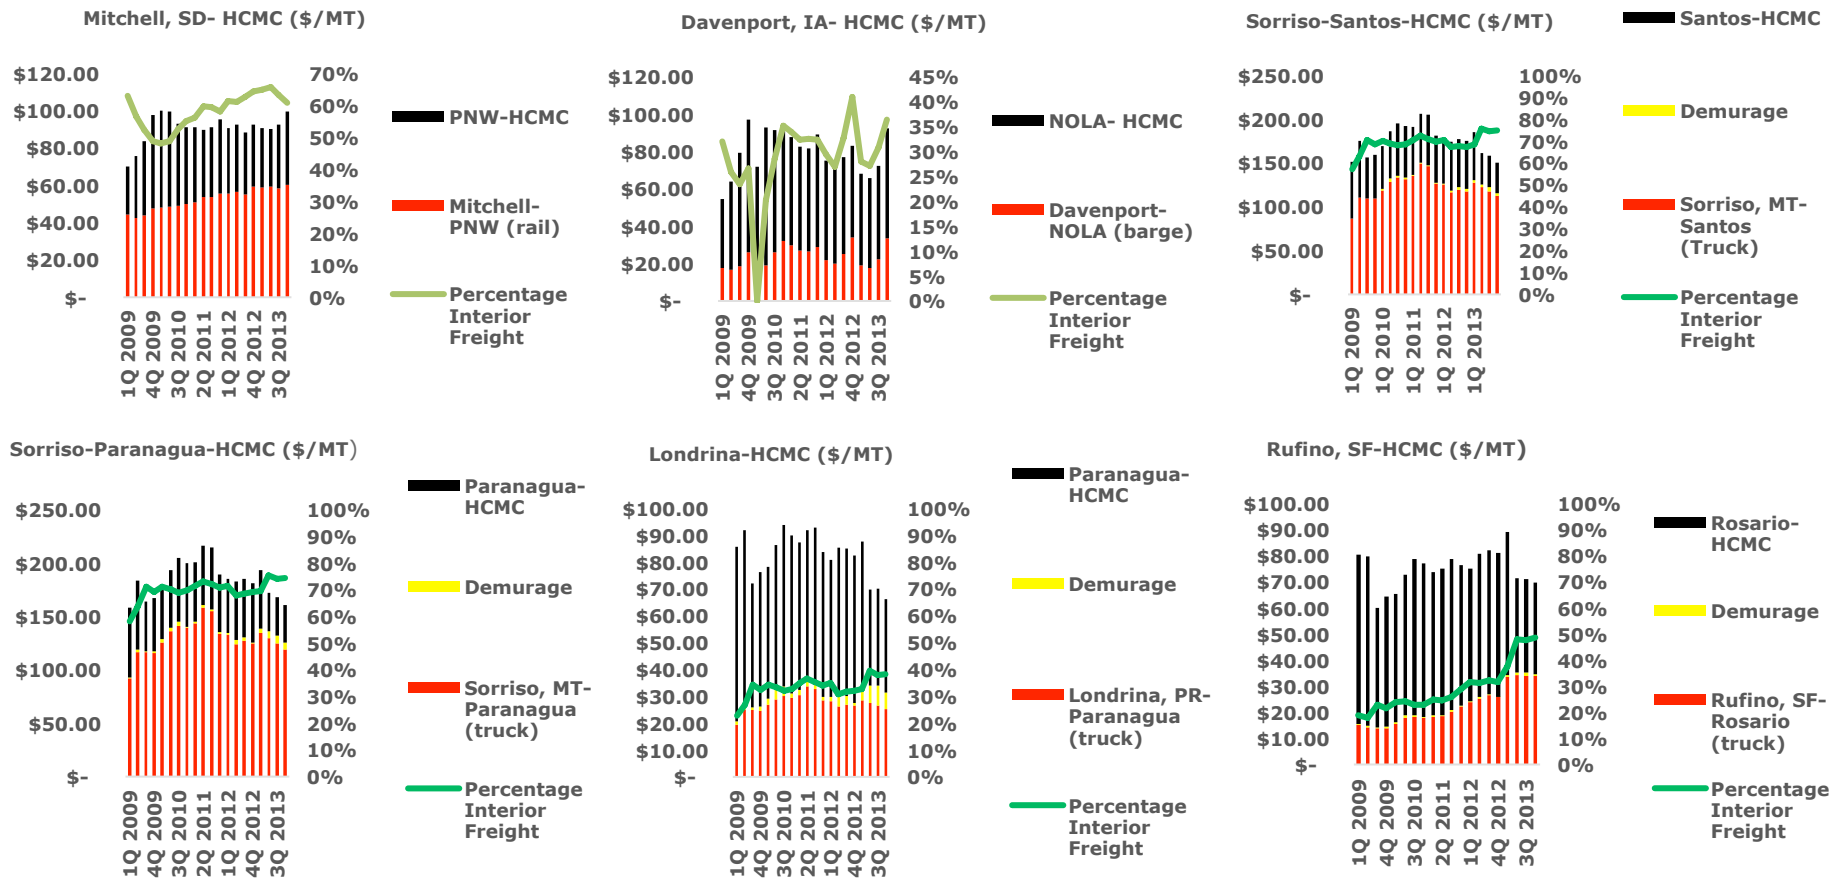 Mitchell, SD- HCMC ($/MT)
$120.00
$100.00
$80.00
$60.00
$40.00
$20.00
$-
70%
60%
50%
40%
30%
20%
10%
0%
1Q 2009
4Q 2009
3Q 2010
2Q 2011
1Q 2012
4Q 2012
3Q 2013
PNW-HCMC
Mitchell-
PNW (rail)
Percentage
Interior
Freight
Davenport, IA- HCMC ($/MT)
$120.00
$100.00
$80.00
$60.00
$40.00
$20.00
$-
45%
40%
35%
30%
25%
20%
15%
10%
5%
0%
1Q 2009
4Q 2009
3Q 2010
2Q 2011
1Q 2012
4Q 2012
3Q 2013
NOLA- HCMC
Davenport-
NOLA (barge)
Percentage
Interior
Freight
Sorriso-Santos-HCMC ($/MT)
$250.00
$200.00
$150.00
$100.00
$50.00
$-
100%
90%
80%
70%
60%
50%
40%
30%
20%
10%
0%
1Q 2009
1Q 2010
1Q 2011
1Q 2012
1Q 2013
Santos-HCMC
Demurage
Sorriso, MT-
Santos
(Truck)
Percentage
Interior
Freight
Sorriso-Paranagua-HCMC ($/MT)
$250.00
$200.00
$150.00
$100.00
$50.00
$-
100%
90%
80%
70%
60%
50%
40%
30%
20%
10%
0%
1Q 2009
4Q 2009
3Q 2010
2Q 2011
1Q 2012
4Q 2012
3Q 2013
Paranagua-
HCMC
Demurage
Sorriso, MT-
Paranagua
(truck)
Percentage
Interior
Freight
Londrina-HCMC ($/MT)
$100.00
$90.00
$80.00
$70.00
$60.00
$50.00
$40.00
$30.00
$20.00
$10.00
$-
100%
90%
80%
70%
60%
50%
40%
30%
20%
10%
0%
1Q 2009
4Q 2009
3Q 2010
2Q 2011
1Q 2012
4Q 2012
3Q 2013
Paranagua-
HCMC
Demurage
Londrina, PR-
Paranagua
(truck)
Percentage
Interior
Freight
Rufino, SF-HCMC ($/MT)
$100.00
$90.00
$80.00
$70.00
$60.00
$50.00
$40.00
$30.00
$20.00
$10.00
$-
100%
90%
80%
70%
60%
50%
40%
30%
20%
10%
0%
1Q 2009
4Q 2009
3Q 2010
2Q 2011
1Q 2012
4Q 2012
3Q 2013
Rosario-
HCMC
Demurage
Rufino, SF-
Rosario
(truck)
Percentage
Interior
Freight